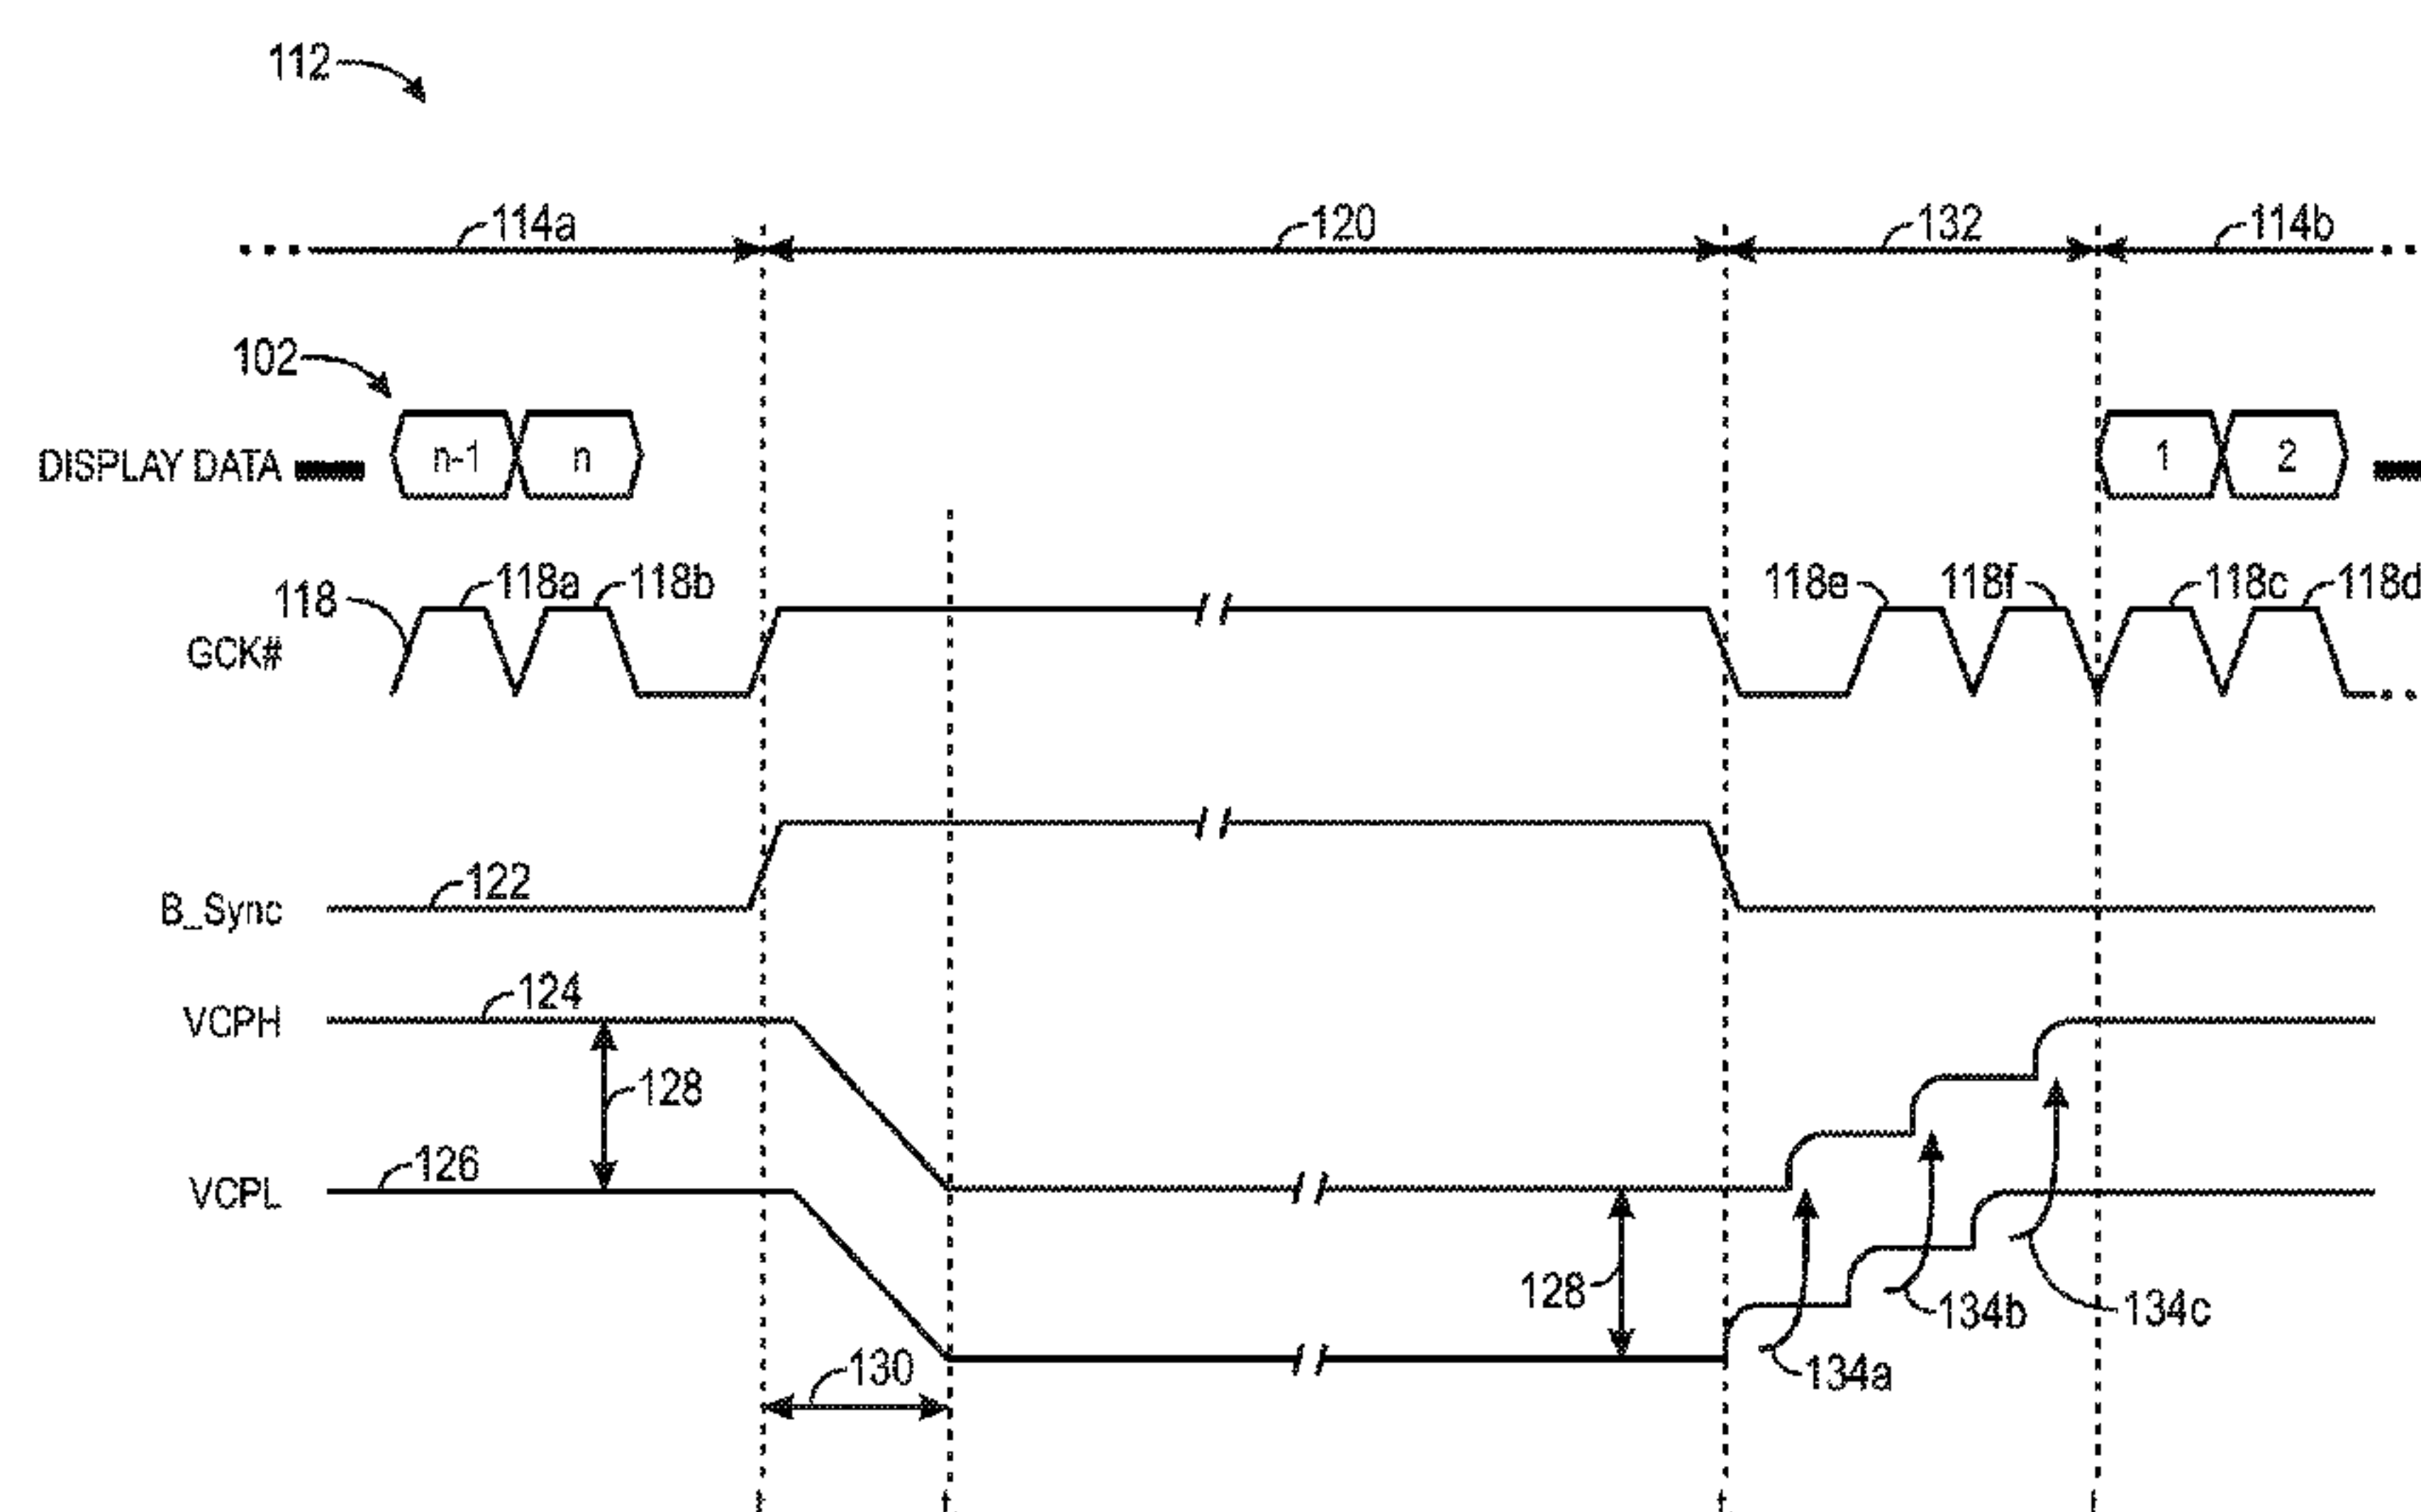 112
114a
120
132
114b
102
DISPLAY DATA
n-1
n
1
2
118
118a
118b
118e
118f
118c
118d
GCK#
122
B_Sync
124
VCPH
128
126
VCPL
128
134a
134b
134c
130